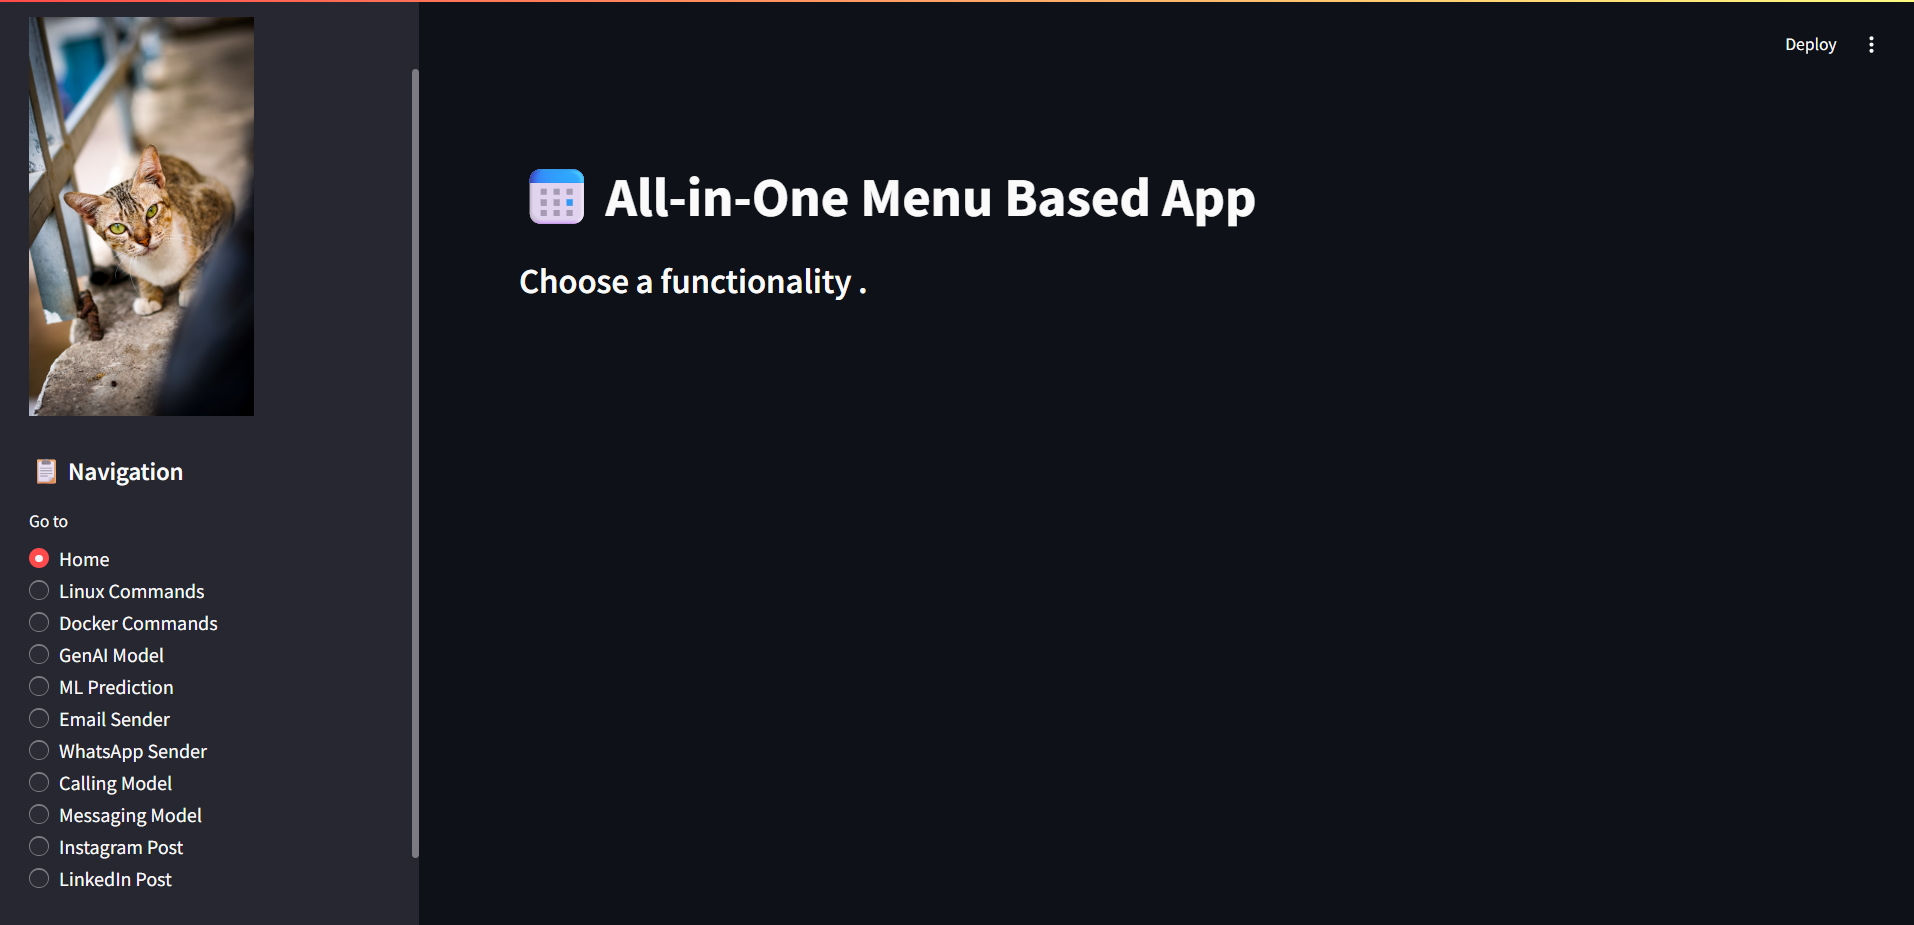 Deploy
All-in-One Menu Based App
Choose a functionality .
Navigation
Go to
Home
Linux Commands
Docker Commands
GenAI Model
ML Prediction
Email Sender
WhatsApp Sender
Calling Model
Messaging Model
Instagram Post
LinkedIn Post